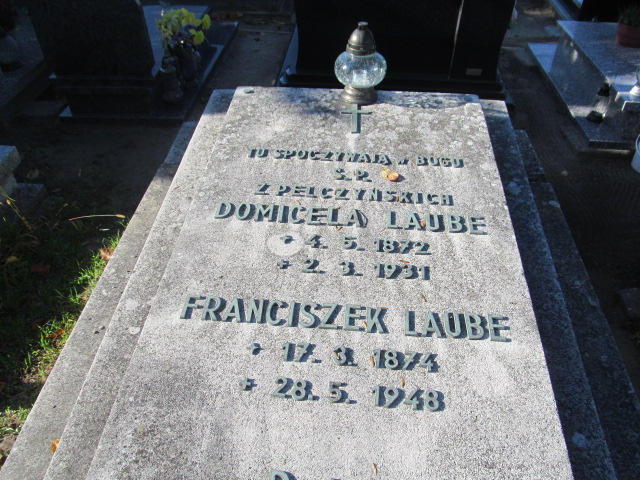 TU SPOCZYWAJĄ W BOGU
Ś.P.
Z PELCZYŃSKICH
DOMICELA LAUBE
* 4. 5. 1872
+ 2. 3. 1931
FRANCISZEK LAUBE
* 17. 3. 1874
+ 28. 5. 1948